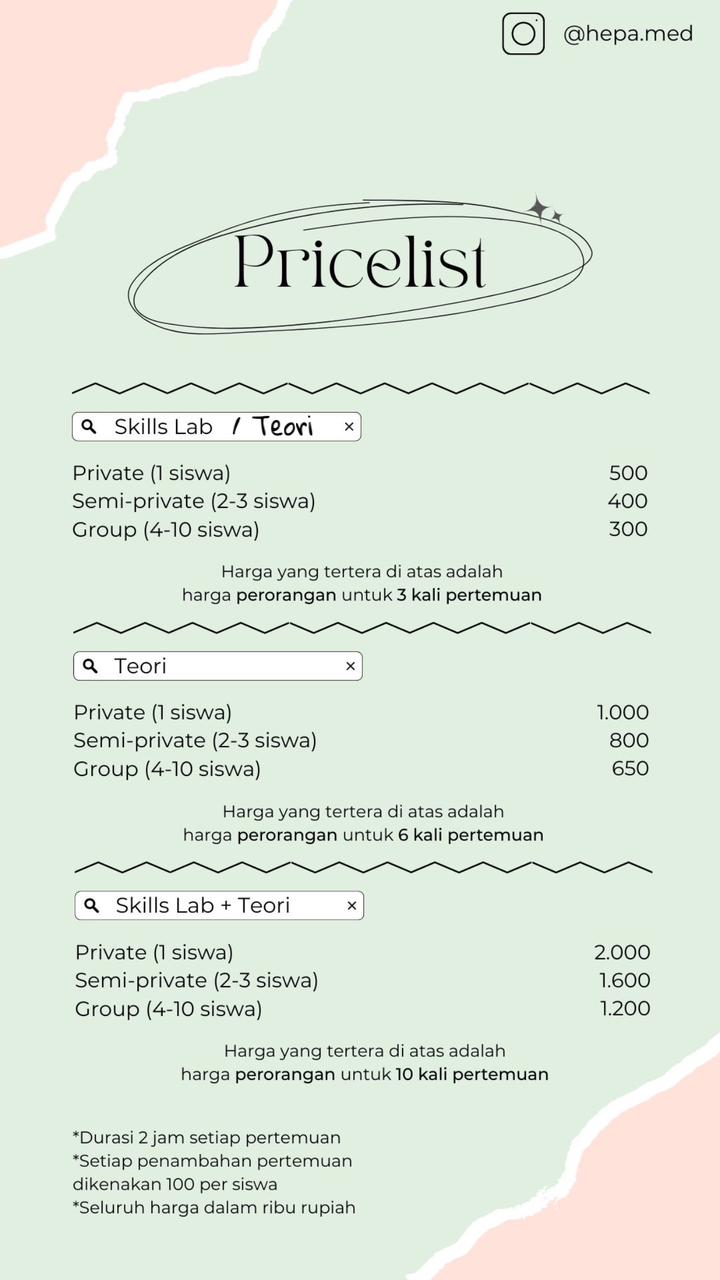 @hepa.med
Pricelist
Skills Lab / Teori ×
Private (1 siswa) 500
Semi-private (2-3 siswa) 400
Group (4-10 siswa) 300
Harga yang tertera di atas adalah
harga perorangan untuk 3 kali pertemuan
Teori ×
Private (1 siswa) 1.000
Semi-private (2-3 siswa) 800
Group (4-10 siswa) 650
Harga yang tertera di atas adalah
harga perorangan untuk 6 kali pertemuan
Skills Lab + Teori ×
Private (1 siswa) 2.000
Semi-private (2-3 siswa) 1.600
Group (4-10 siswa) 1.200
Harga yang tertera di atas adalah
harga perorangan untuk 10 kali pertemuan
*Durasi 2 jam setiap pertemuan
*Setiap penambahan pertemuan
dikenakan 100 per siswa
*Seluruh harga dalam ribu rupiah